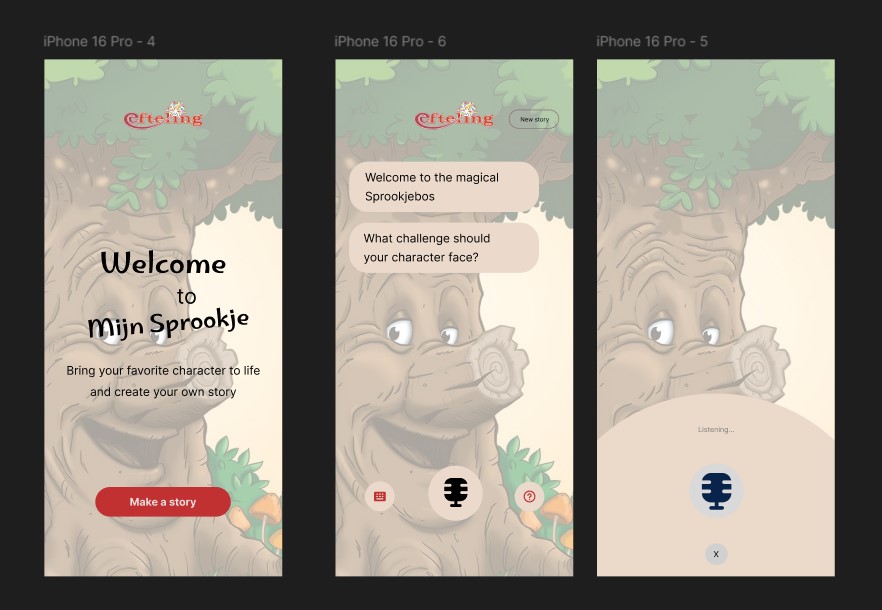 iPhone 16 Pro - 4
efteling
Welcome
to
Mijn Sprookje
Bring your favorite character to life
and create your own story
Make a story
iPhone 16 Pro - 6
efteling
New story
Welcome to the magical
Sprookjebos
What challenge should
your character face?
?
iPhone 16 Pro - 5
Listening...
X